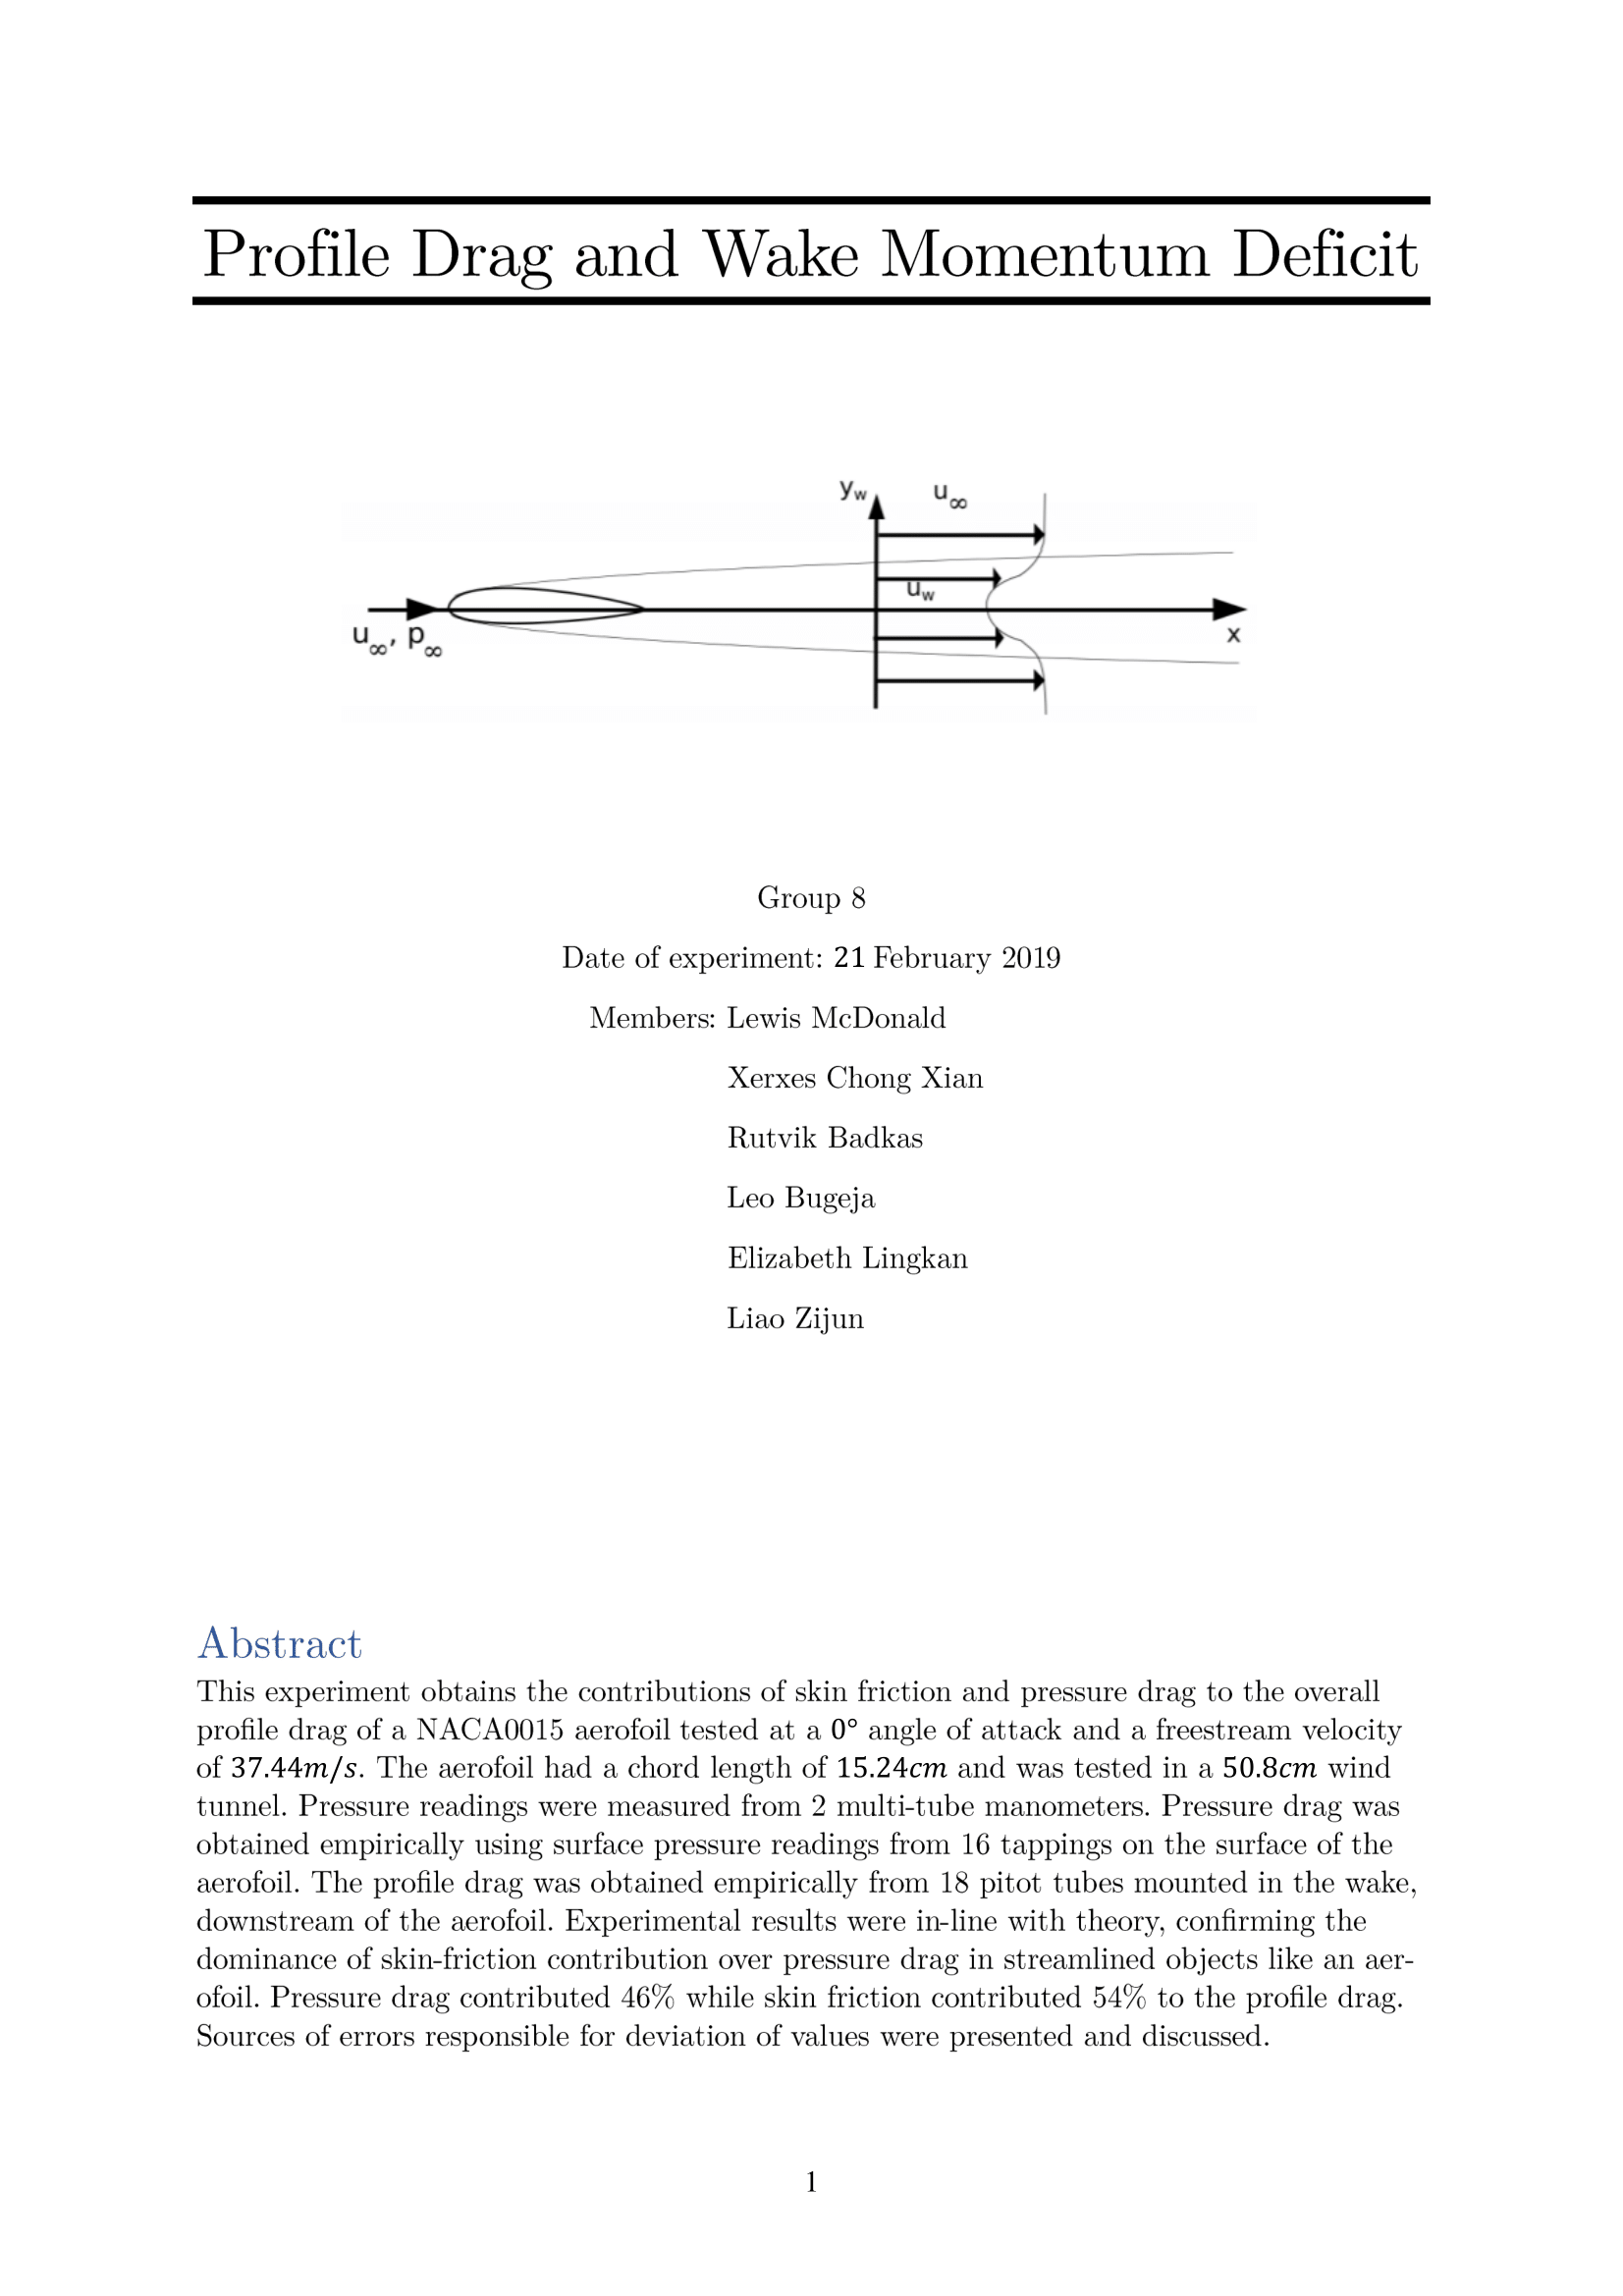 Profile Drag and Wake Momentum Deficit
y_w
u_∞
u_w
u_∞, p_∞
x
Group 8
Date of experiment: 21 February 2019
Members: Lewis McDonald
Xerxes Chong Xian
Rutvik Badkas
Leo Bugeja
Elizabeth Lingkan
Liao Zijun
Abstract
This experiment obtains the contributions of skin friction and pressure drag to the overall
profile drag of a NACA0015 aerofoil tested at a 0° angle of attack and a freestream velocity
of 37.44m/s. The aerofoil had a chord length of 15.24cm and was tested in a 50.8cm wind
tunnel. Pressure readings were measured from 2 multi-tube manometers. Pressure drag was
obtained empirically using surface pressure readings from 16 tappings on the surface of the
aerofoil. The profile drag was obtained empirically from 18 pitot tubes mounted in the wake,
downstream of the aerofoil. Experimental results were in-line with theory, confirming the
dominance of skin-friction contribution over pressure drag in streamlined objects like an aer-
ofoil. Pressure drag contributed 46% while skin friction contributed 54% to the profile drag.
Sources of errors responsible for deviation of values were presented and discussed.
1